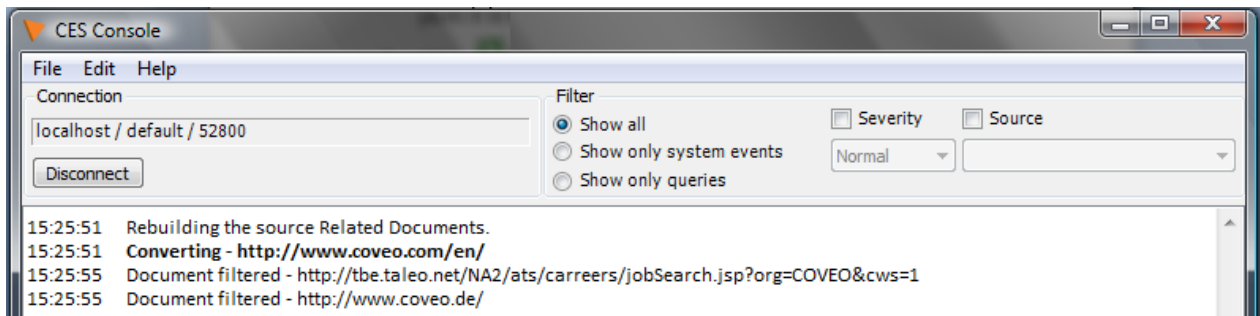 CES Console
File Edit Help
Connection
localhost / default / 52800
Disconnect
Filter
Show all
Show only system events
Show only queries
Severity
Source
Normal
15:25:51 Rebuilding the source Related Documents.
15:25:51 Converting - http://www.coveo.com/en/
15:25:55 Document filtered - http://tbe.taleo.net/NA2/ats/carreers/jobSearch.jsp?org=COVEO&cws=1
15:25:55 Document filtered - http://www.coveo.de/